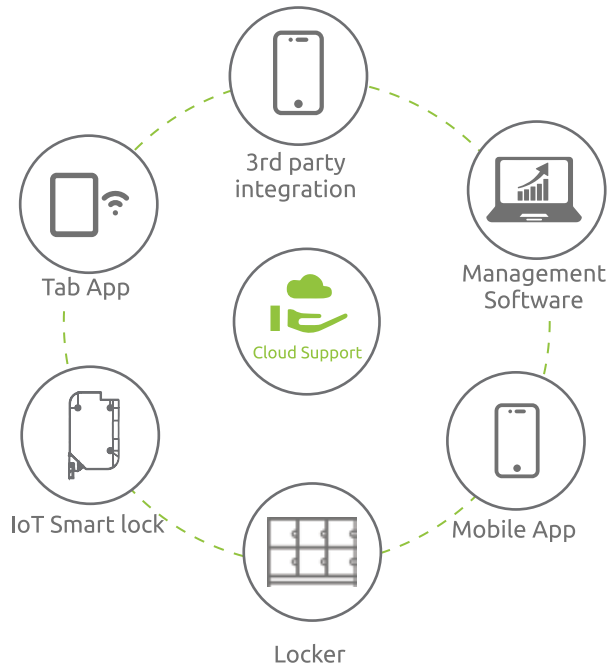 3rd party
integration
Tab App
Management
Software
Cloud Support
IoT Smart lock
Mobile App
Locker